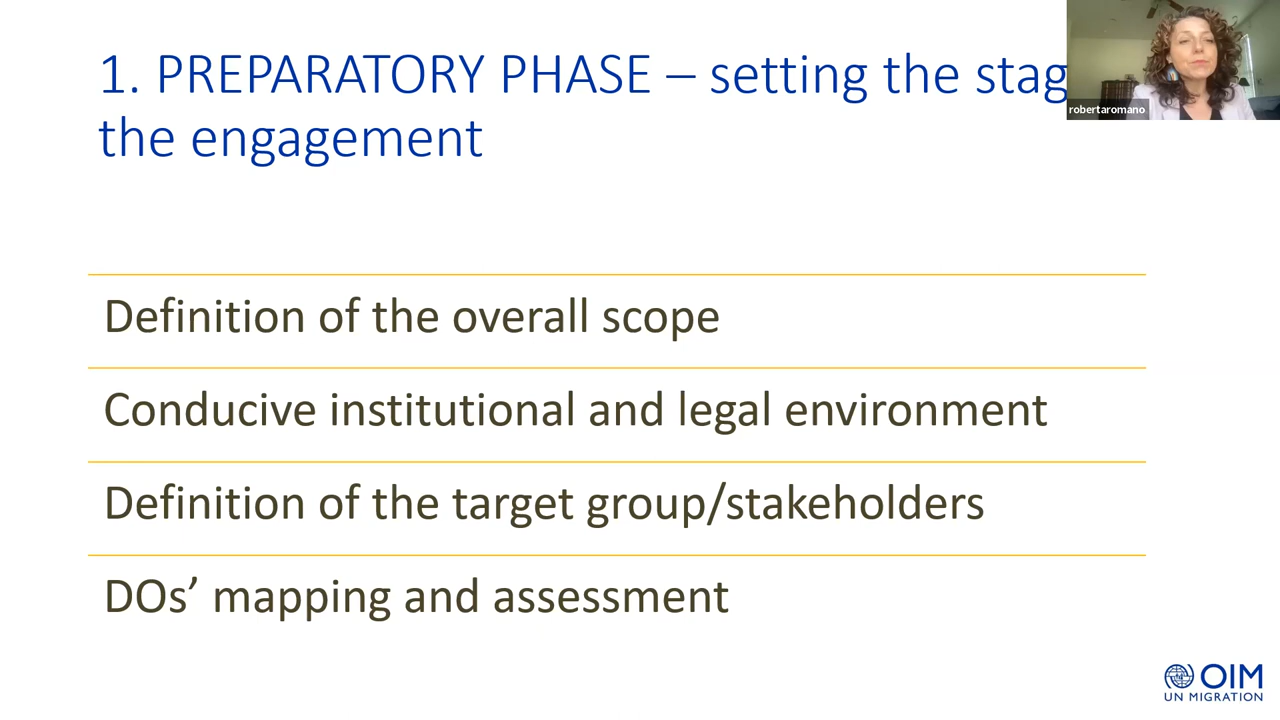 1. PREPARATORY PHASE – setting the stag
the engagement
robertaromano
Definition of the overall scope
Conducive institutional and legal environment
Definition of the target group/stakeholders
DOs’ mapping and assessment
OIM
UN MIGRATION